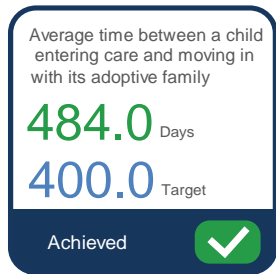 Average time between a child
entering care and moving in
with its adoptive family
484.0 Days
400.0 Target
Achieved